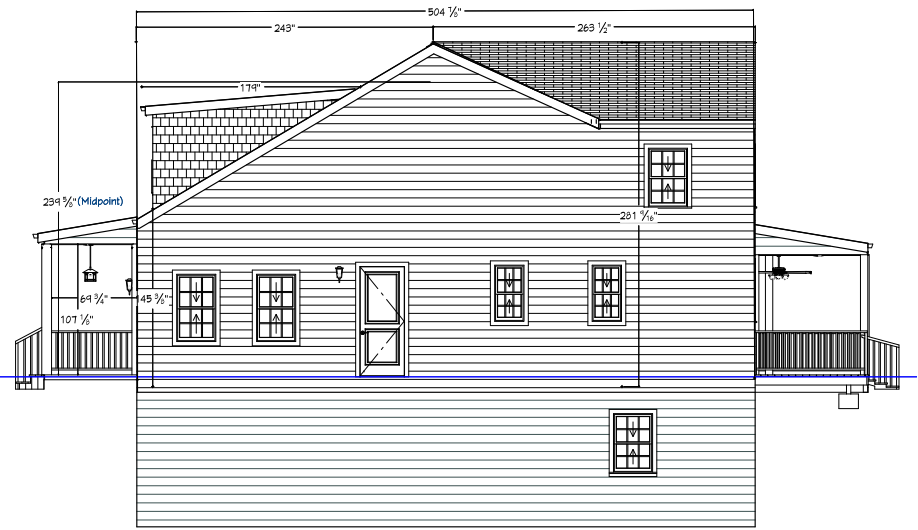 504 ⅞"
243" 263 ½"
179"
239 ⅝" (Midpoint)
281 9/16"
69 ¾" 145 ⅜"
107 ⅛"